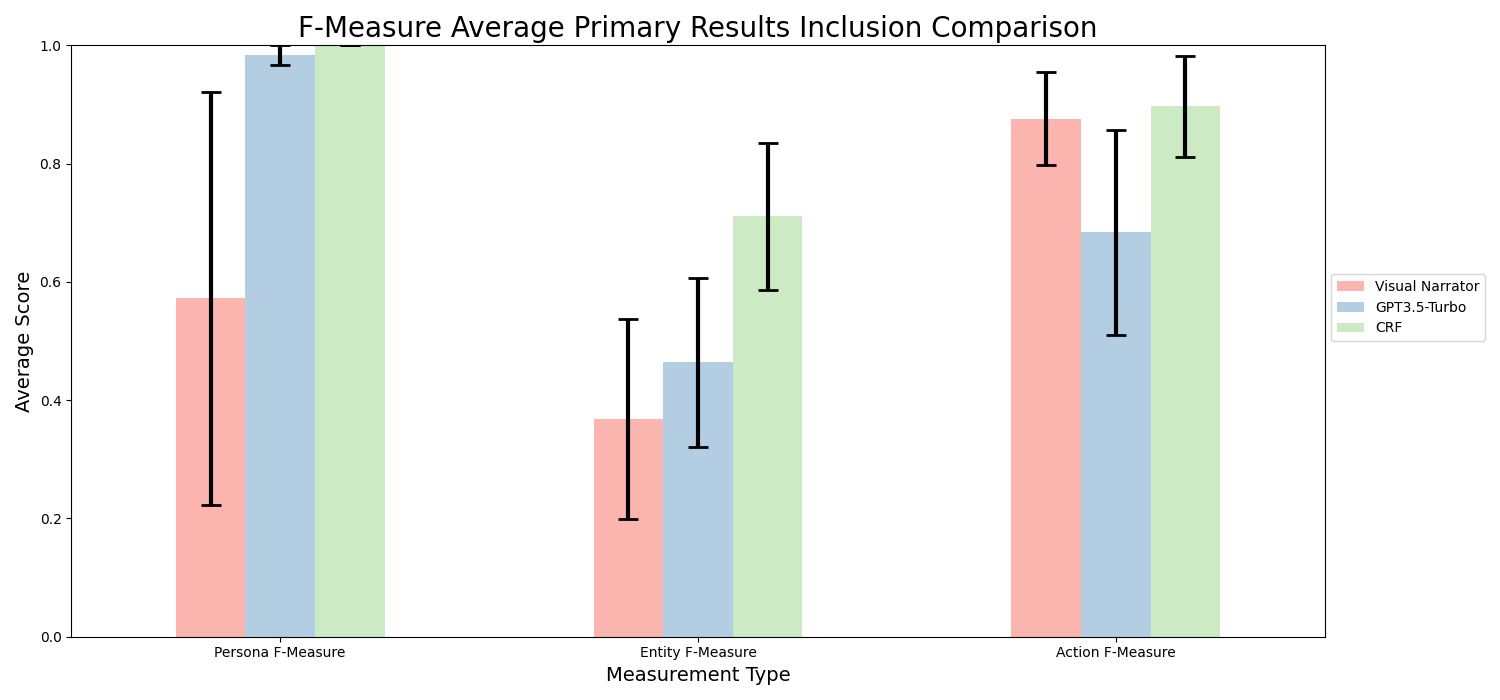 F-Measure Average Primary Results Inclusion Comparison
1.0
0.8
0.6
0.4
0.2
0.0
Average Score
Persona F-Measure
Entity F-Measure
Action F-Measure
Measurement Type
Visual Narrator
GPT3.5-Turbo
CRF